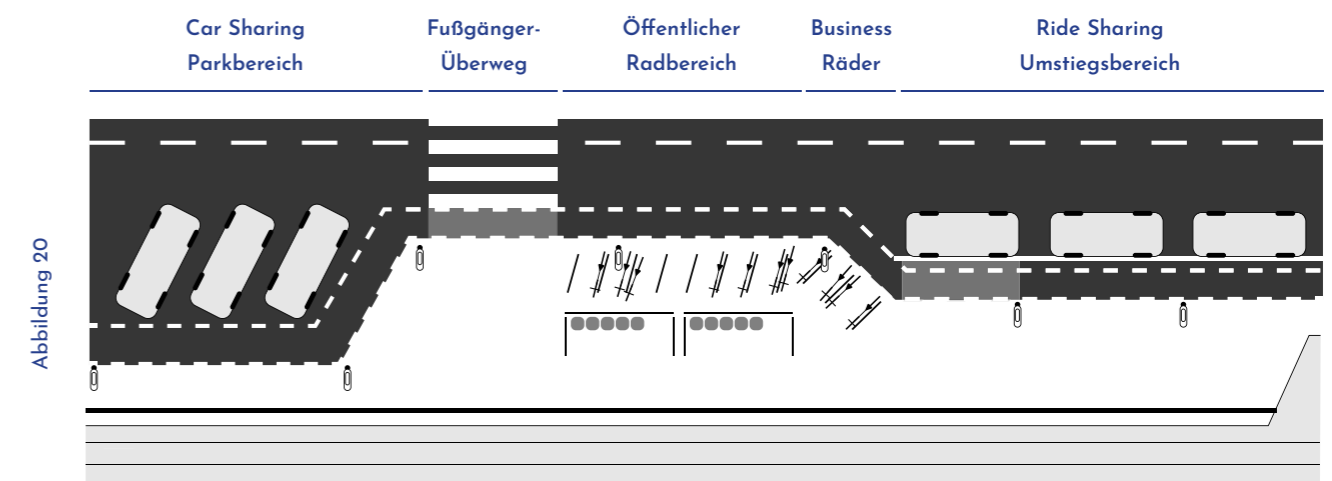 Car Sharing
Parkbereich
Fußgänger-
Überweg
Öffentlicher
Radbereich
Business
Räder
Ride Sharing
Umstiegsbereich
Abbildung 20